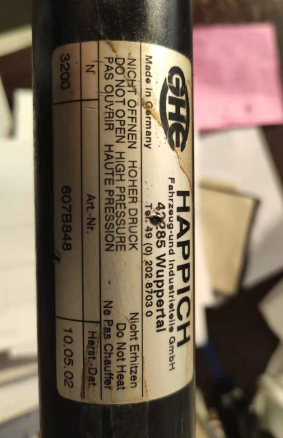 GHE HAPPICH
Fahrzeug-und Industrieteile GmbH
42285 Wuppertal
Made in Germany Tel. 49 (0) 202 8703 0
NICHT ÖFFNEN HOHER DRUCK Nicht Erhitzen
DO NOT OPEN HIGH PRESSURE Do Not Heat
PAS OUVRIR HAUTE PRESSION Ne Pas Chauffer
N Art.-Nr. Herst.-Dat.
3200 607B848 10.05.02